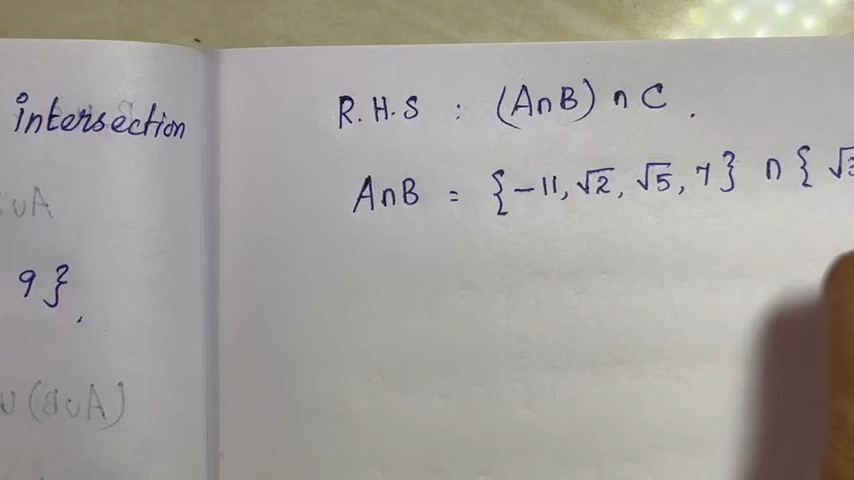 intersection
9}.
R.H.S : (A∩B) ∩ C.
A∩B = {-11, √2, √5, 7} ∩ {